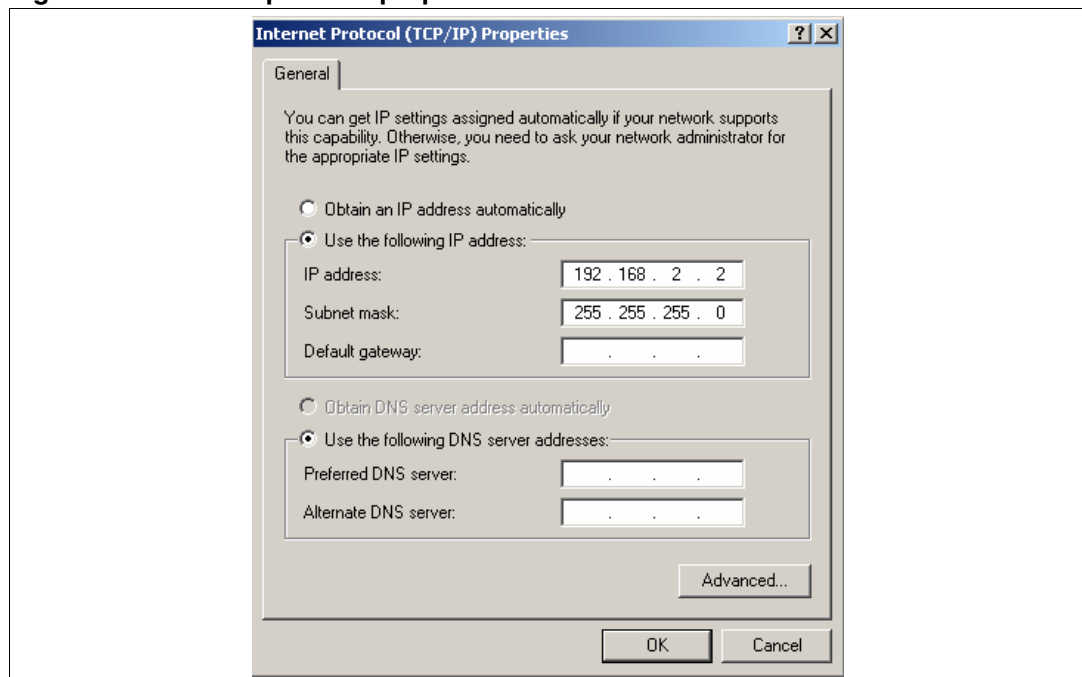 Internet Protocol (TCP/IP) Properties
General
You can get IP settings assigned automatically if your network supports
this capability. Otherwise, you need to ask your network administrator for
the appropriate IP settings.
Obtain an IP address automatically
Use the following IP address:
IP address: 192 . 168 . 2 . 2
Subnet mask: 255 . 255 . 255 . 0
Default gateway: . . .
Obtain DNS server address automatically
Use the following DNS server addresses:
Preferred DNS server: . . .
Alternate DNS server: . . .
Advanced...
OK Cancel